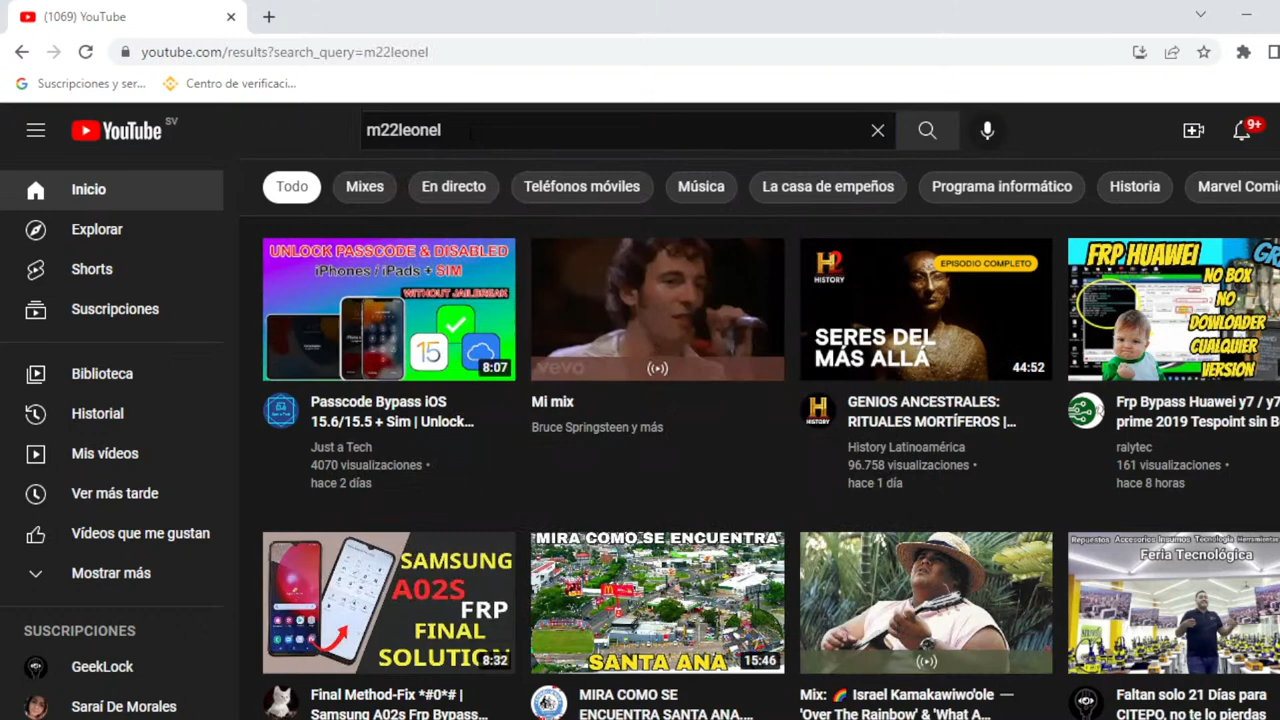 (1069) YouTube
youtube.com/results?search_query=m22leonel
Suscripciones y ser...
Centro de verificaci...
YouTube SV
m22leonel
9+
Inicio
Explorar
Shorts
Suscripciones
Biblioteca
Historial
Mis vídeos
Ver más tarde
Vídeos que me gustan
Mostrar más
SUSCRIPCIONES
GeekLock
Saraí De Morales
Todo
Mixes
En directo
Teléfonos móviles
Música
La casa de empeños
Programa informático
Historia
Marvel Comi
UNLOCK PASSCODE & DISABLED
iPhones / iPads + SIM
WITHOUT JAILBREAK
15
8:07
Passcode Bypass iOS
15.6/15.5 + Sim | Unlock...
Just a Tech
4070 visualizaciones •
hace 2 días
vevo
Mi mix
Bruce Springsteen y más
H HISTORY
EPISODIO COMPLETO
SERES DEL
MÁS ALLÁ
44:52
GENIOS ANCESTRALES:
RITUALES MORTÍFEROS |...
History Latinoamérica
96.758 visualizaciones •
hace 1 día
FRP HUAWEI
NO BOX
NO
DOWLOADER
CUALQUIER
VERSION
Frp Bypass Huawei y7 / y7
prime 2019 Tespoint sin B
ralytec
161 visualizaciones •
hace 8 horas
SAMSUNG
A02S
FRP
FINAL
SOLUTION
8:32
Final Method-Fix *#0*# |
Samsung A02s Frp Bypass...
MIRA COMO SE ENCUENTRA
SANTA ANA
15:46
MIRA COMO SE
ENCUENTRA SANTA ANA....
Mix: 🌈 Israel Kamakawiwo'ole —
'Over The Rainbow' & 'What A...
Repuestos Accesorios Insumos Tecnología Herramientas
Feria Tecnológica
Faltan solo 21 Días para
CITEPO, no te lo pierdas